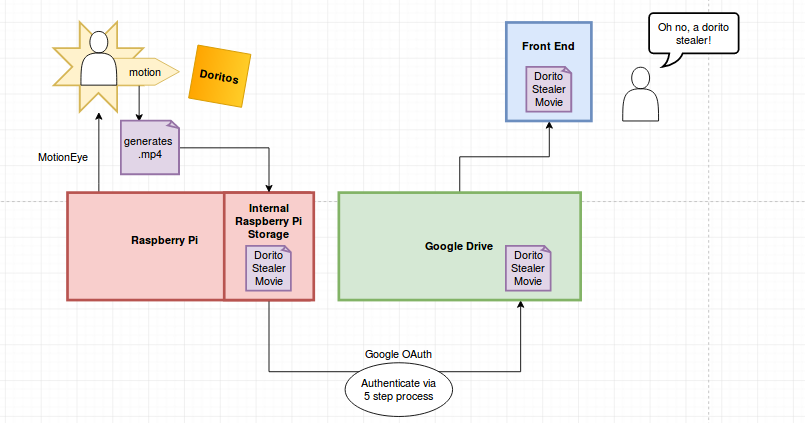 Oh no, a dorito
stealer!
Front End
Dorito
Stealer
Movie
motion
Doritos
generates
.mp4
MotionEye
Internal
Raspberry Pi
Storage
Raspberry Pi
Dorito
Stealer
Movie
Google Drive
Dorito
Stealer
Movie
Google OAuth
Authenticate via
5 step process